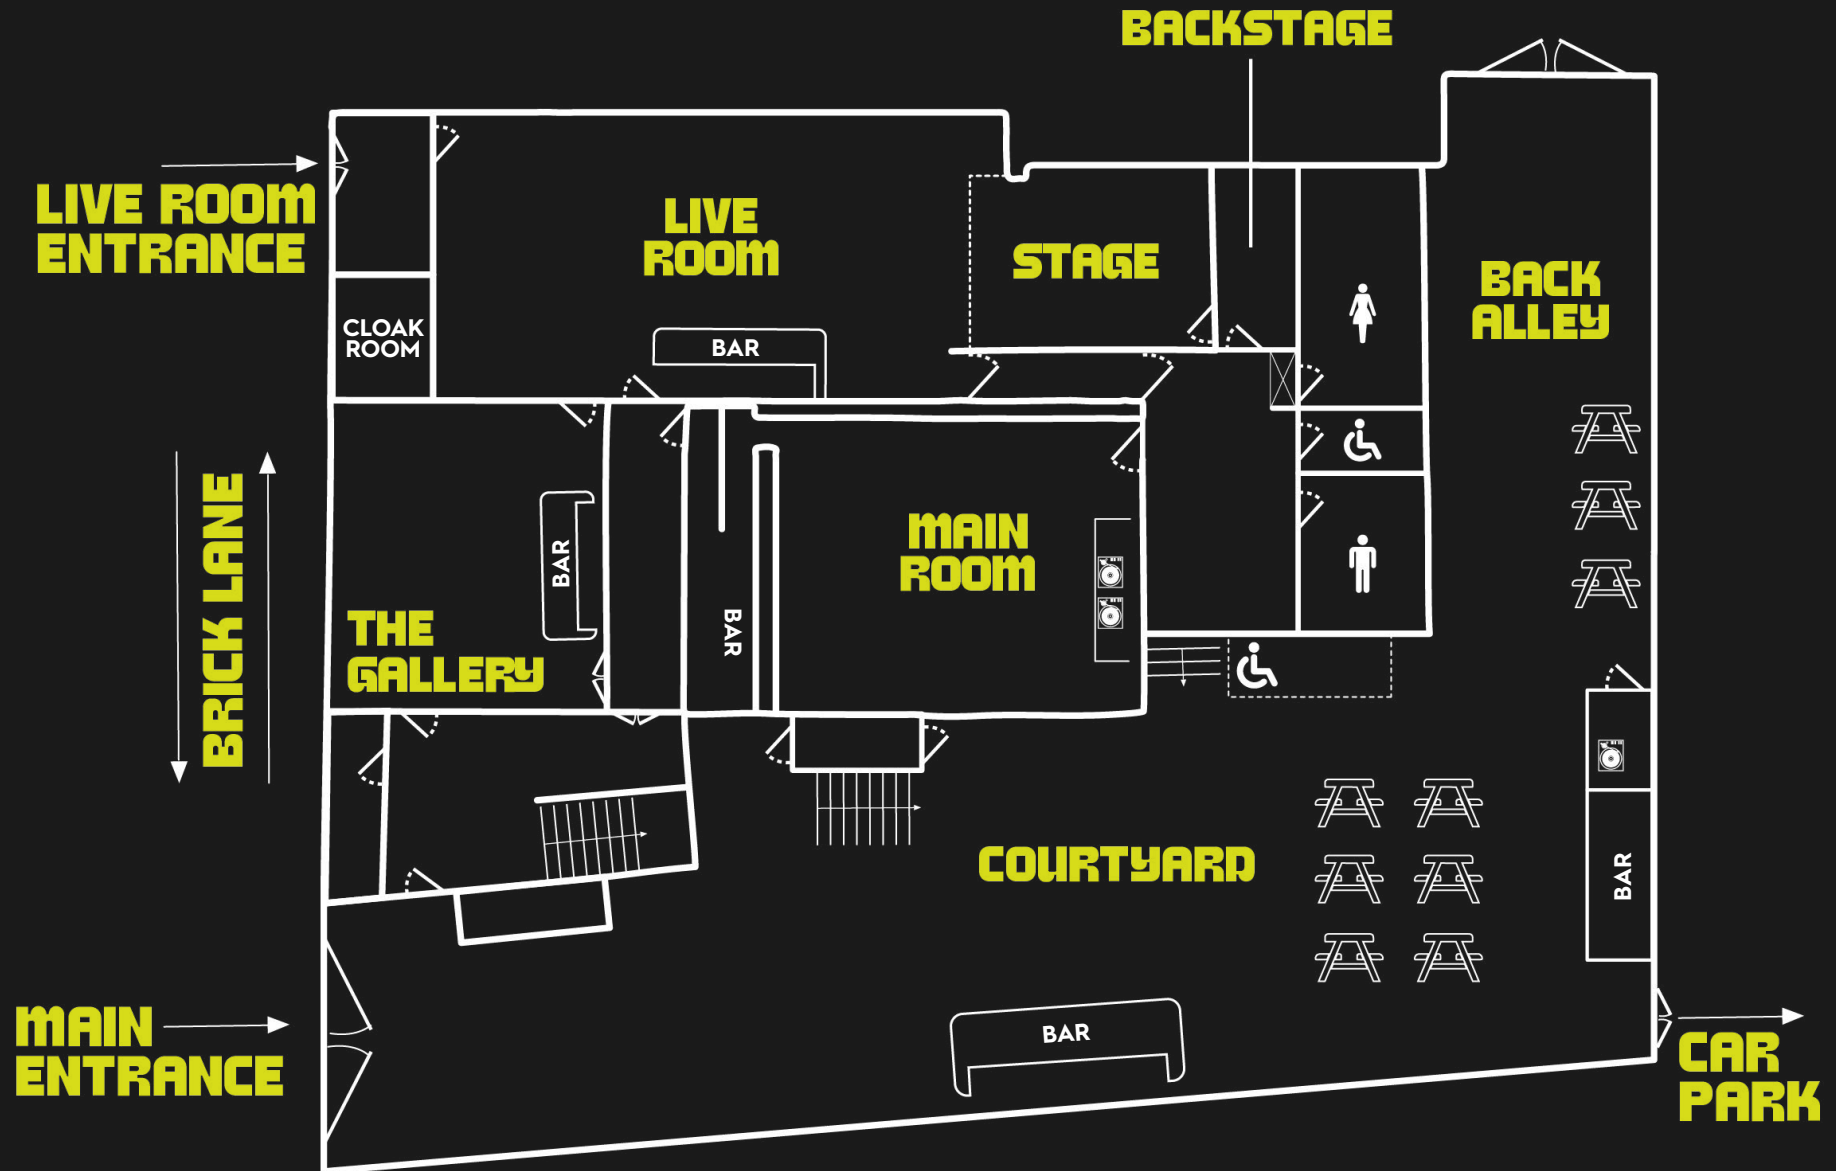 BACKSTAGE
LIVE ROOM
ENTRANCE
LIVE
ROOM
STAGE
BACK
ALLEY
CLOAK
ROOM
BAR
BRICK LANE
THE
GALLERY
BAR
BAR
MAIN
ROOM
COURTYARD
BAR
MAIN
ENTRANCE
BAR
CAR
PARK